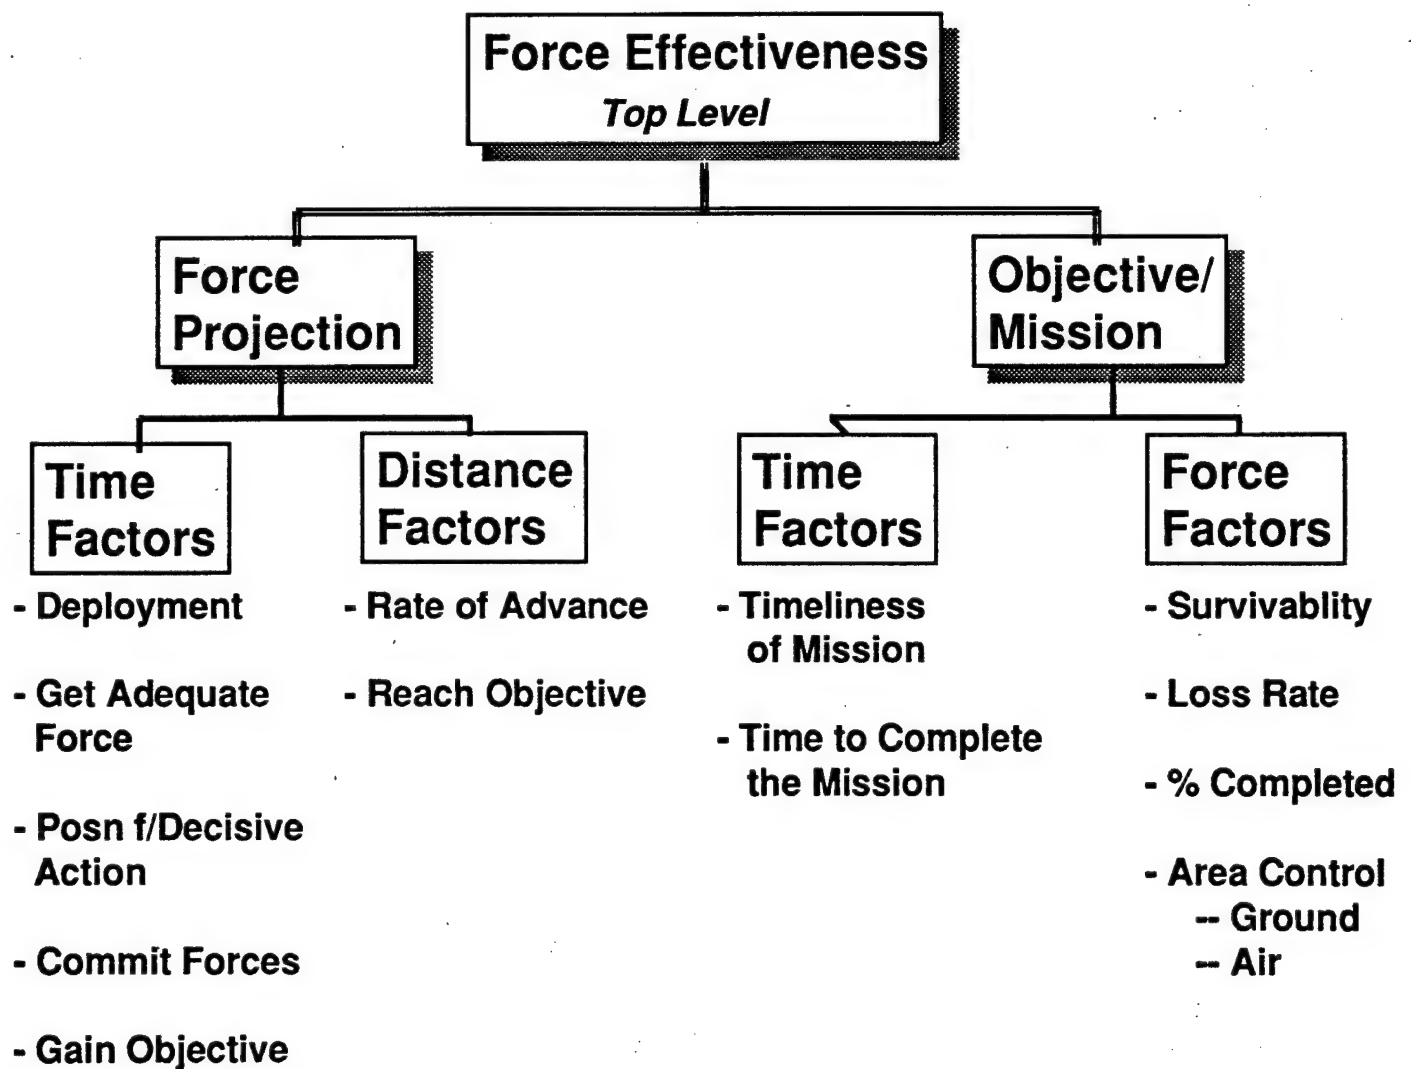 Force Effectiveness
Top Level
Force
Projection
Objective/
Mission
Time
Factors
Distance
Factors
Time
Factors
Force
Factors
- Deployment
- Get Adequate
Force
- Posn f/Decisive
Action
- Commit Forces
- Gain Objective
- Rate of Advance
- Reach Objective
- Timeliness
of Mission
- Time to Complete
the Mission
- Survivablity
- Loss Rate
- % Completed
- Area Control
-- Ground
-- Air